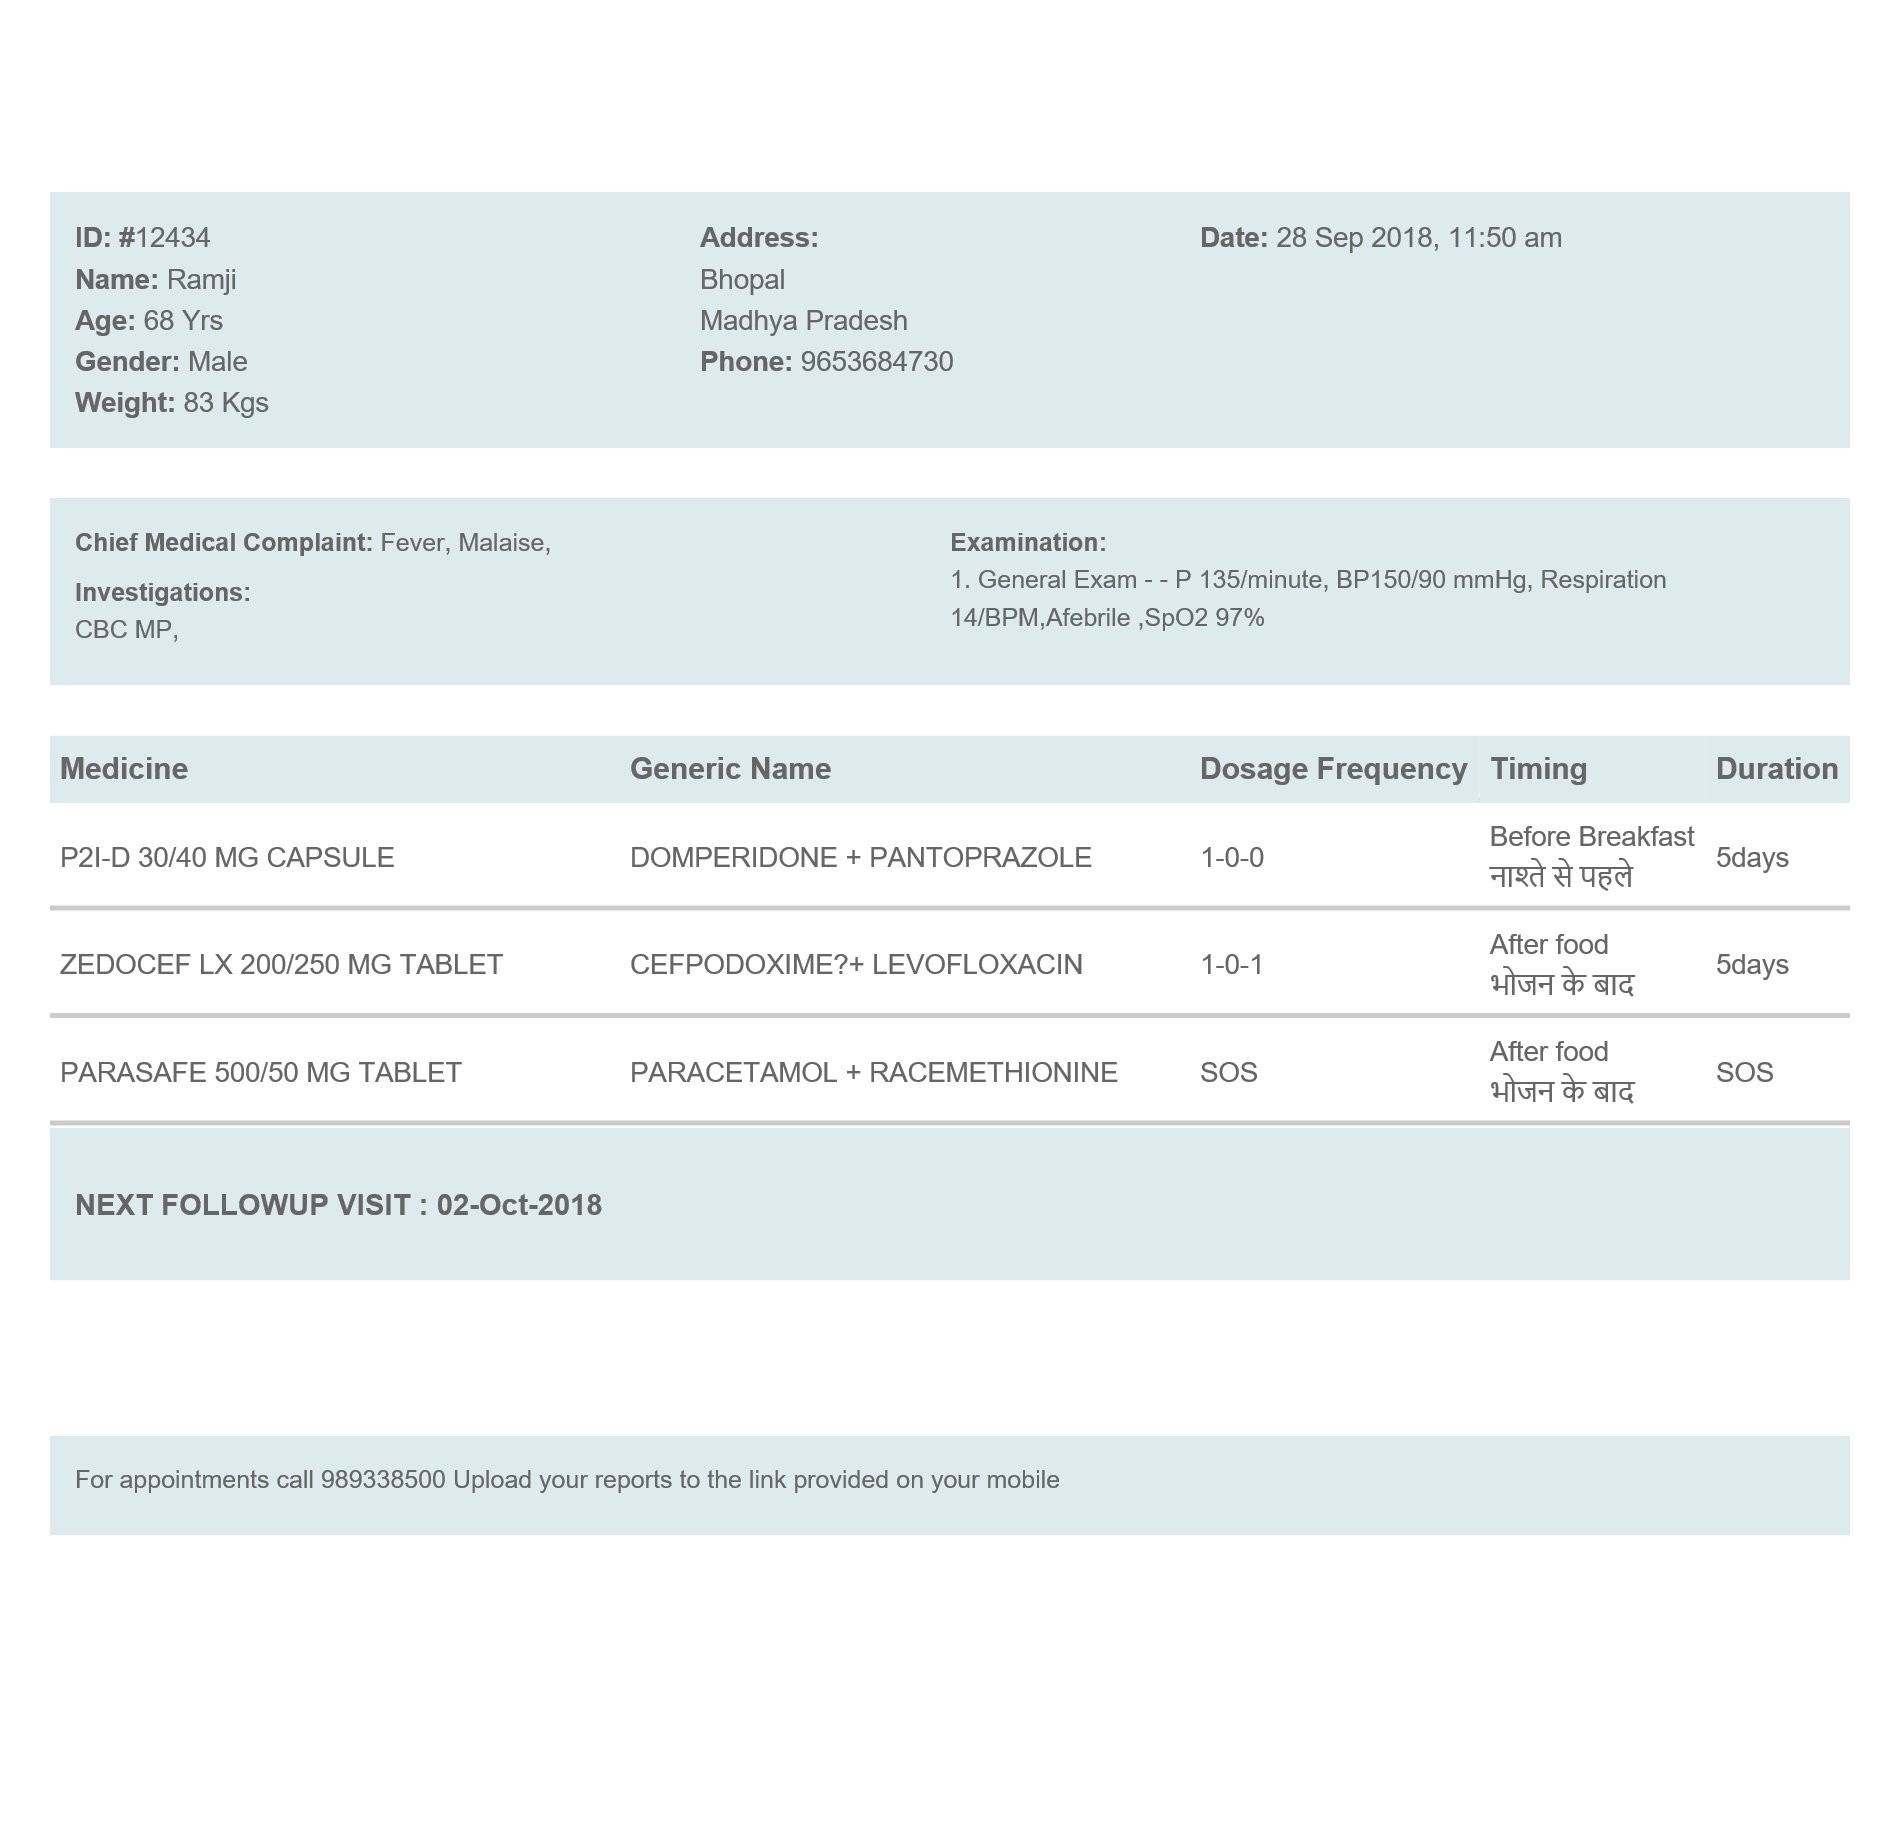 ID: #12434
Name: Ramji
Age: 68 Yrs
Gender: Male
Weight: 83 Kgs
Address:
Bhopal
Madhya Pradesh
Phone: 9653684730
Date: 28 Sep 2018, 11:50 am
Chief Medical Complaint: Fever, Malaise,
Investigations:
CBC MP,
Examination:
1. General Exam - - P 135/minute, BP150/90 mmHg, Respiration
14/BPM,Afebrile ,SpO2 97%
Medicine Generic Name Dosage Frequency Timing Duration
P2I-D 30/40 MG CAPSULE DOMPERIDONE + PANTOPRAZOLE 1-0-0 Before Breakfast 5days
नाश्ते से पहले
ZEDOCEF LX 200/250 MG TABLET CEFPODOXIME?+ LEVOFLOXACIN 1-0-1 After food 5days
भोजन के बाद
PARASAFE 500/50 MG TABLET PARACETAMOL + RACEMETHIONINE SOS After food SOS
भोजन के बाद
NEXT FOLLOWUP VISIT : 02-Oct-2018
For appointments call 989338500 Upload your reports to the link provided on your mobile